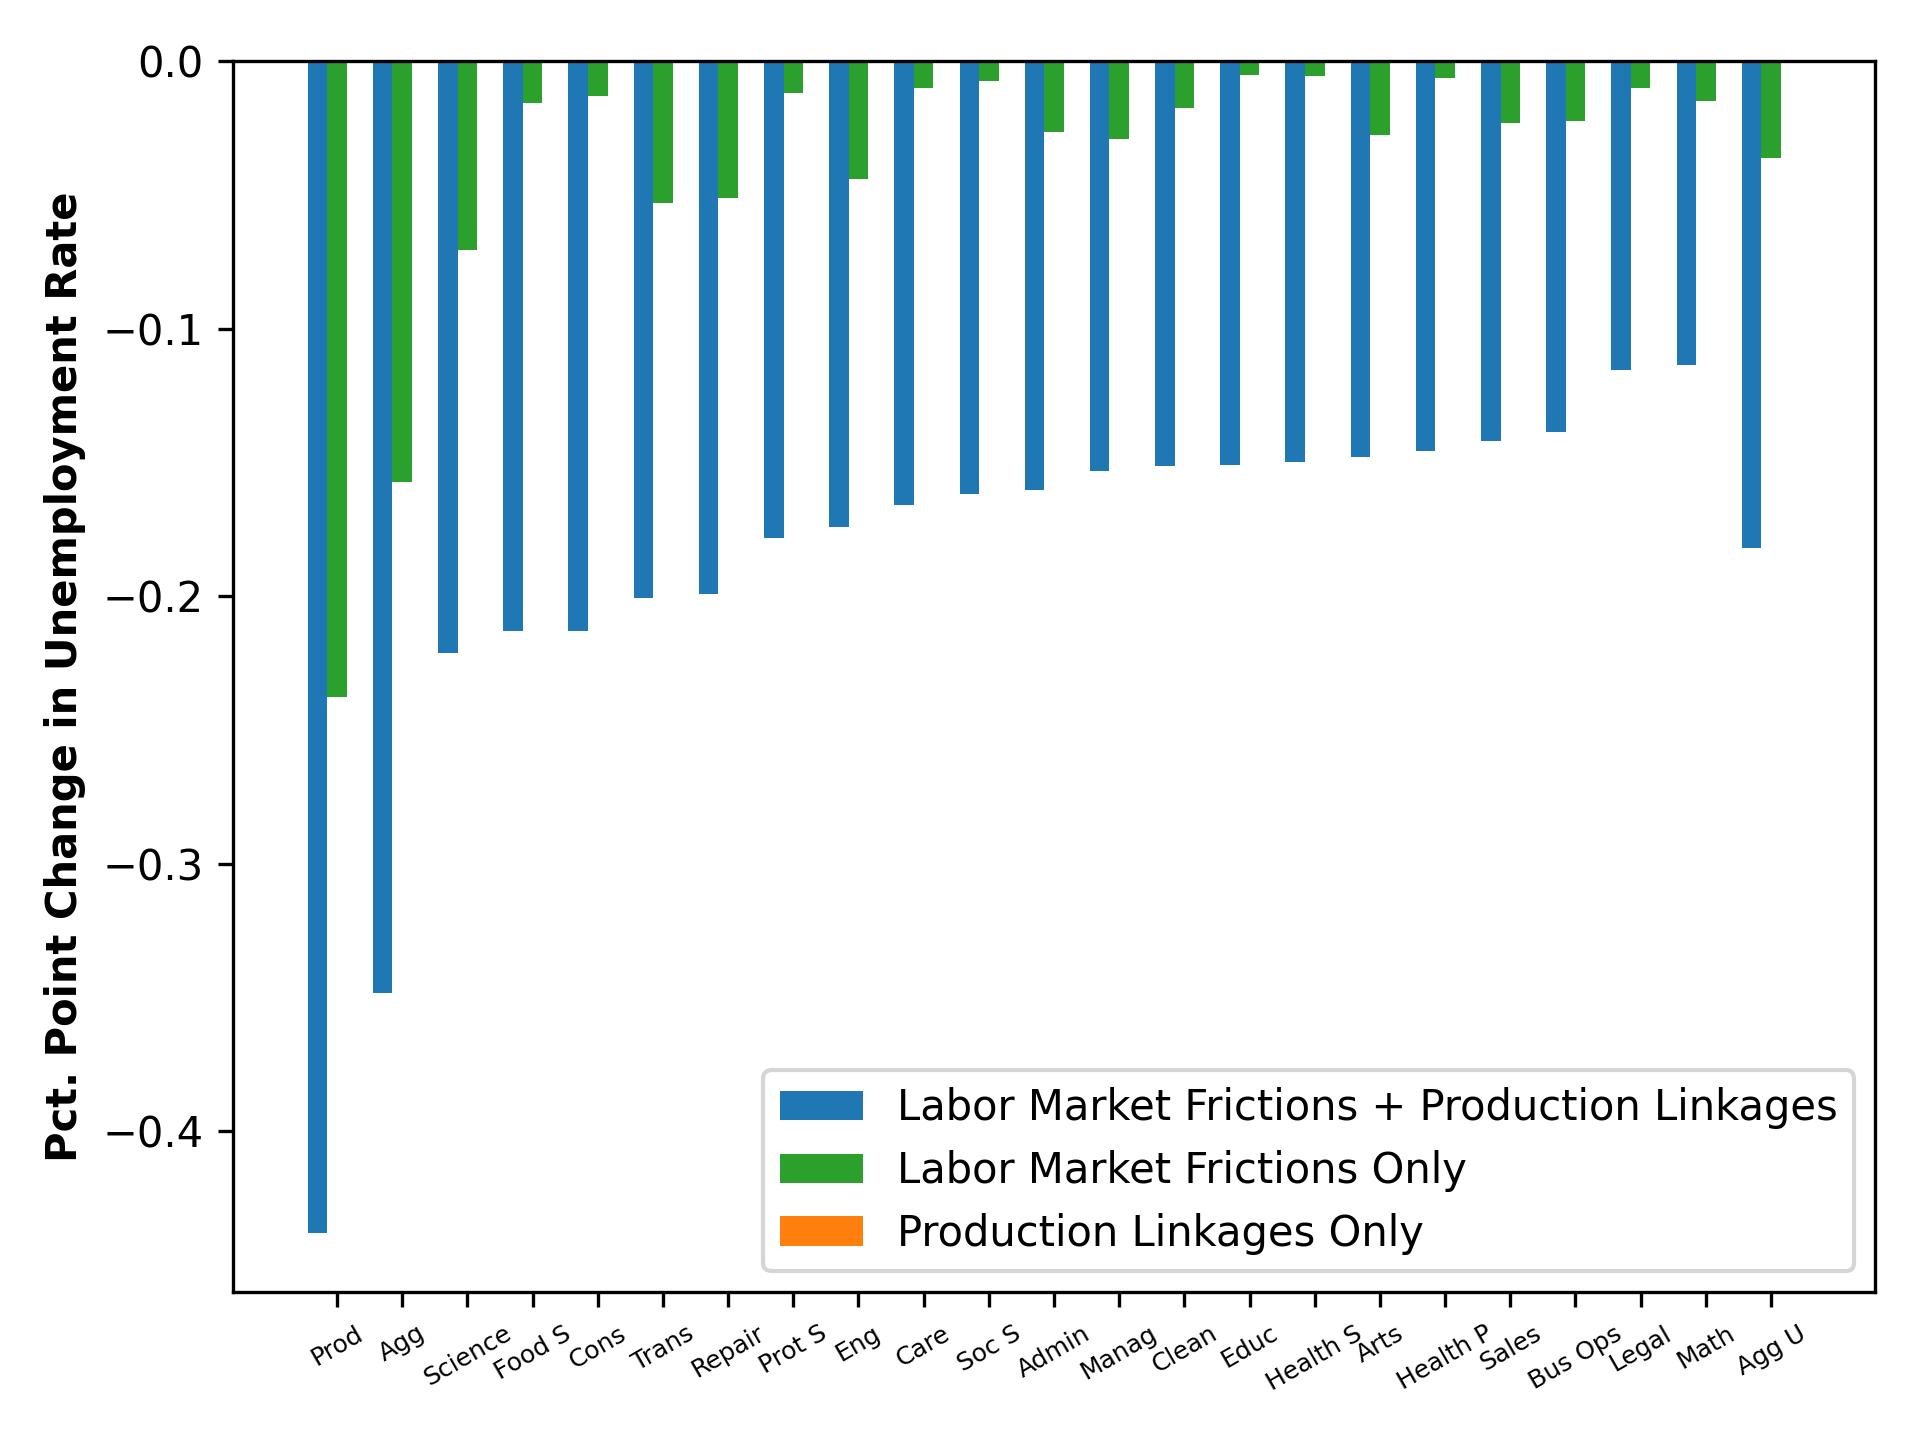 Pct. Point Change in Unemployment Rate
0.0
−0.1
−0.2
−0.3
−0.4
Labor Market Frictions + Production Linkages
Labor Market Frictions Only
Production Linkages Only
Prod
Agg
Science
Food S
Cons
Trans
Repair
Prot S
Eng
Care
Soc S
Admin
Manag
Clean
Educ
Health S
Arts
Health P
Sales
Bus Ops
Legal
Math
Agg U